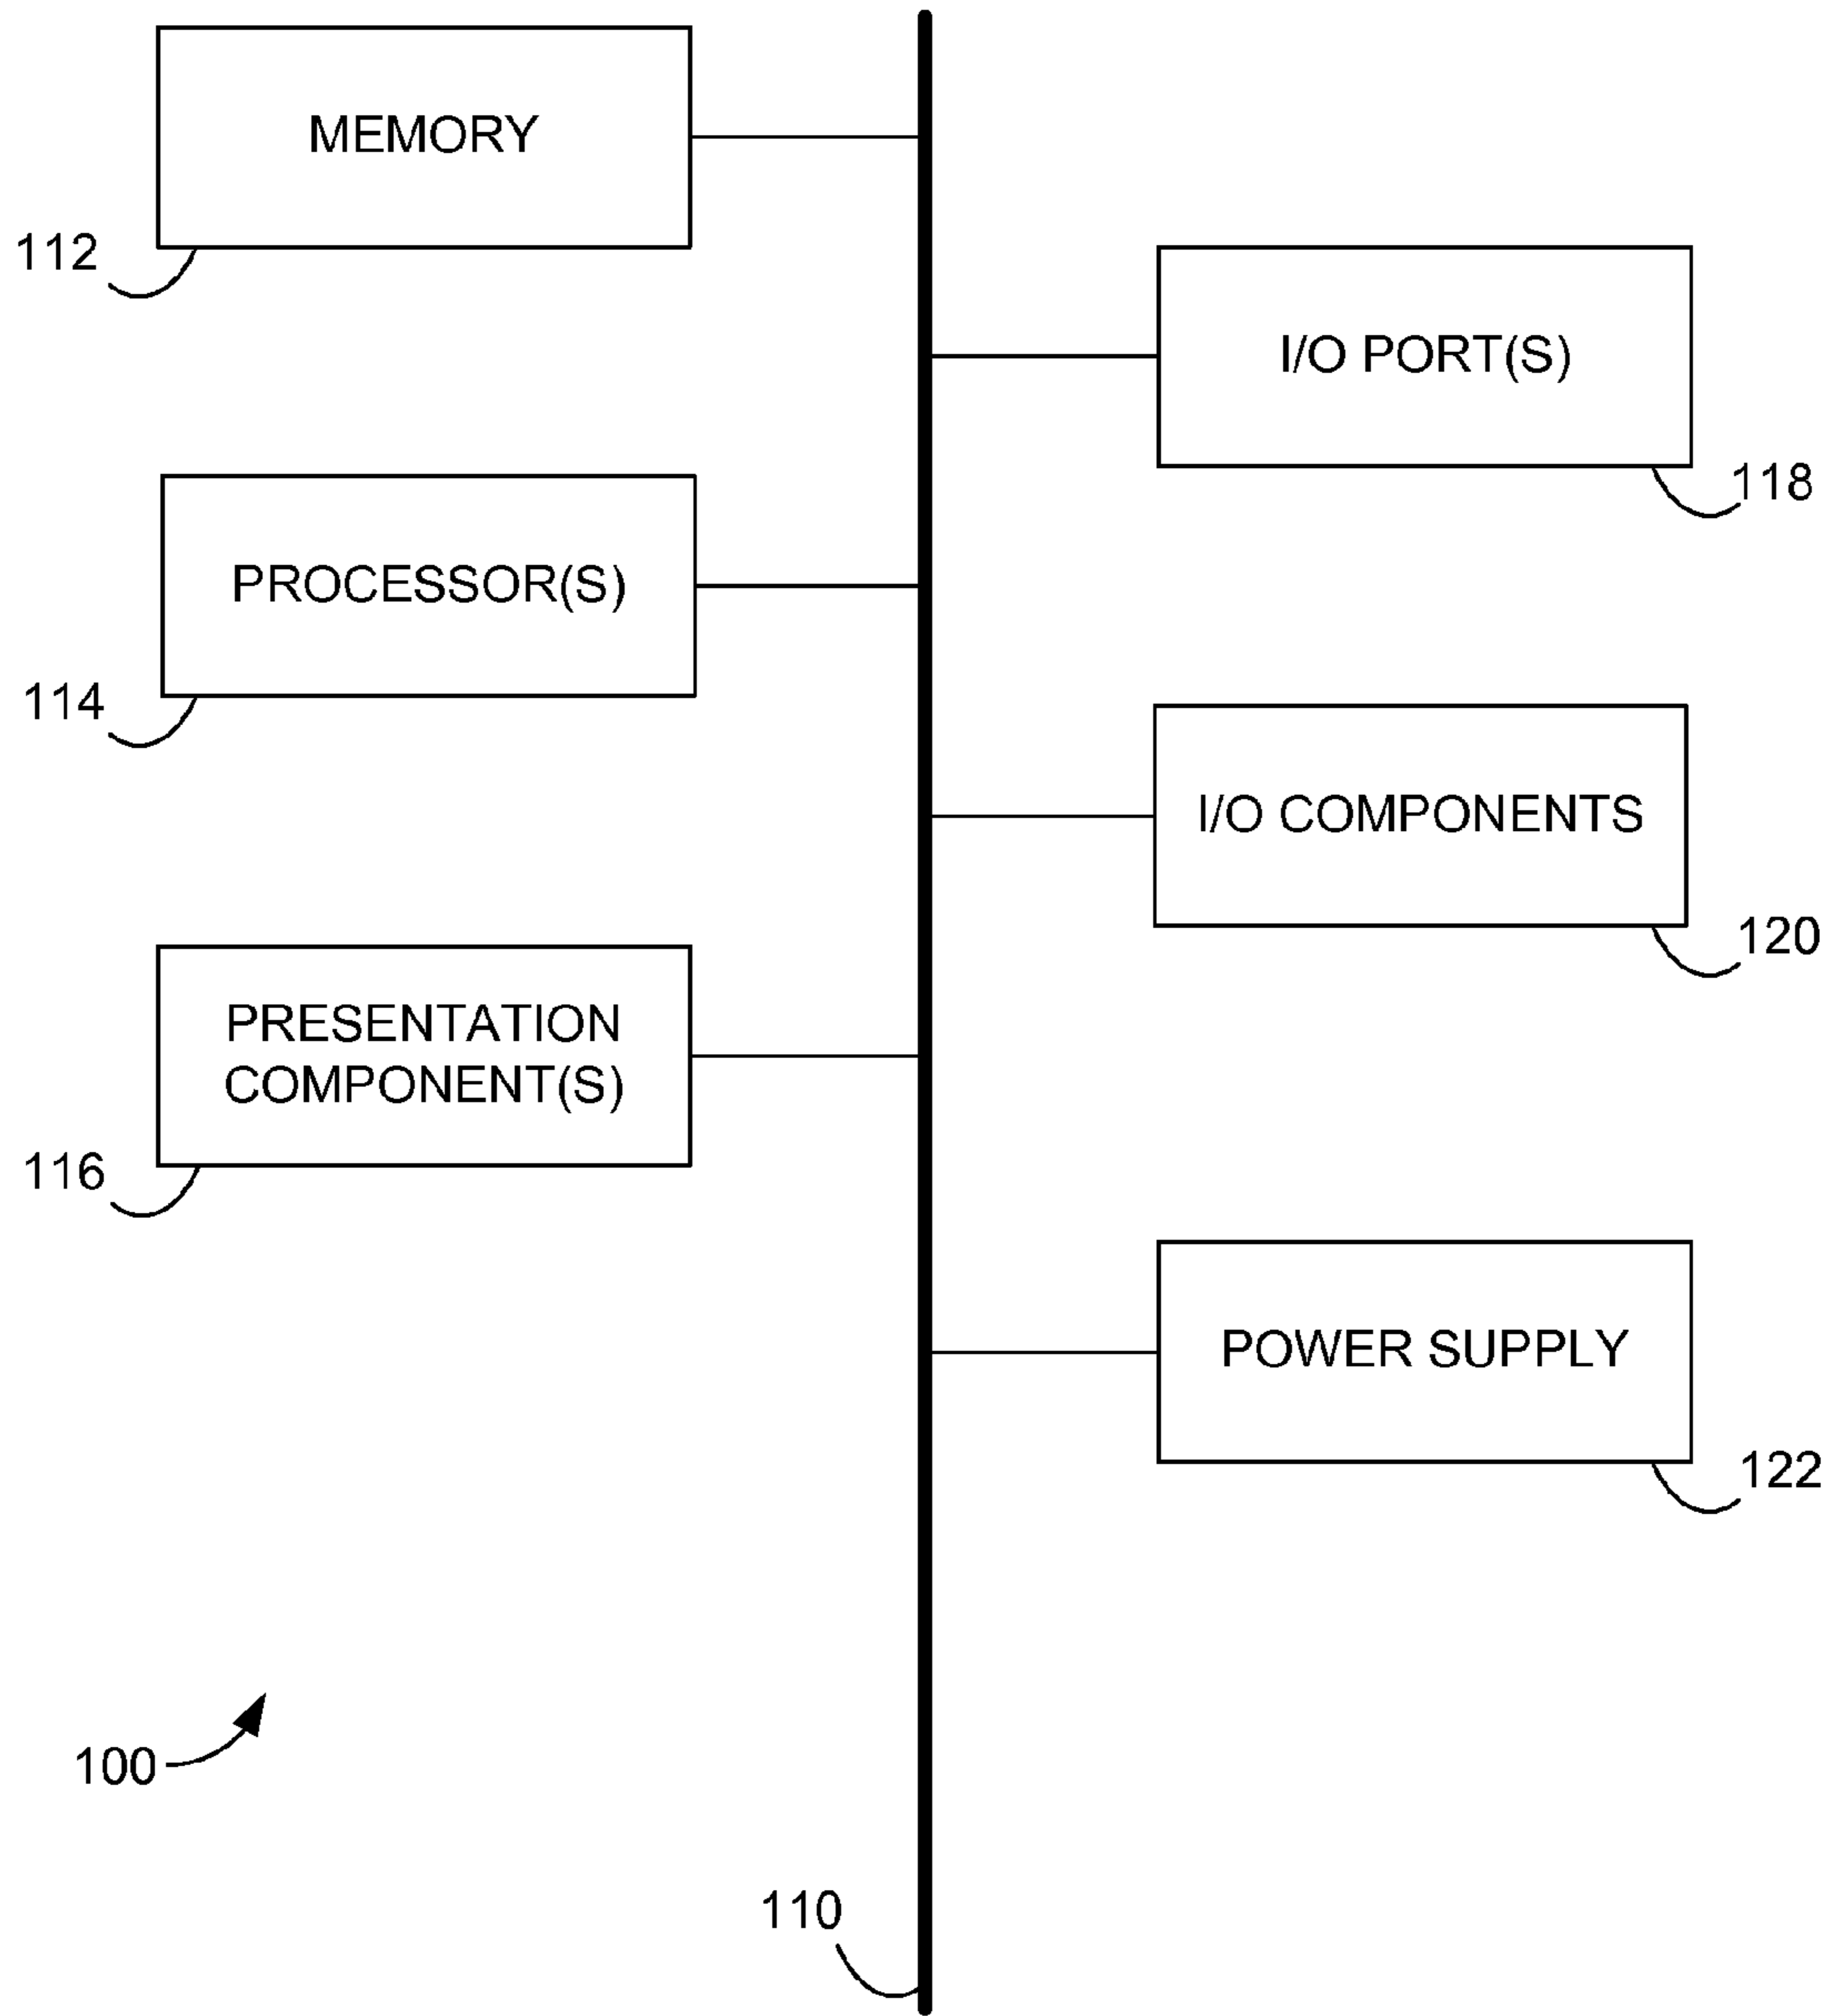 MEMORY
112
I/O PORT(S)
118
PROCESSOR(S)
114
I/O COMPONENTS
120
PRESENTATION
COMPONENT(S)
116
POWER SUPPLY
122
100
110